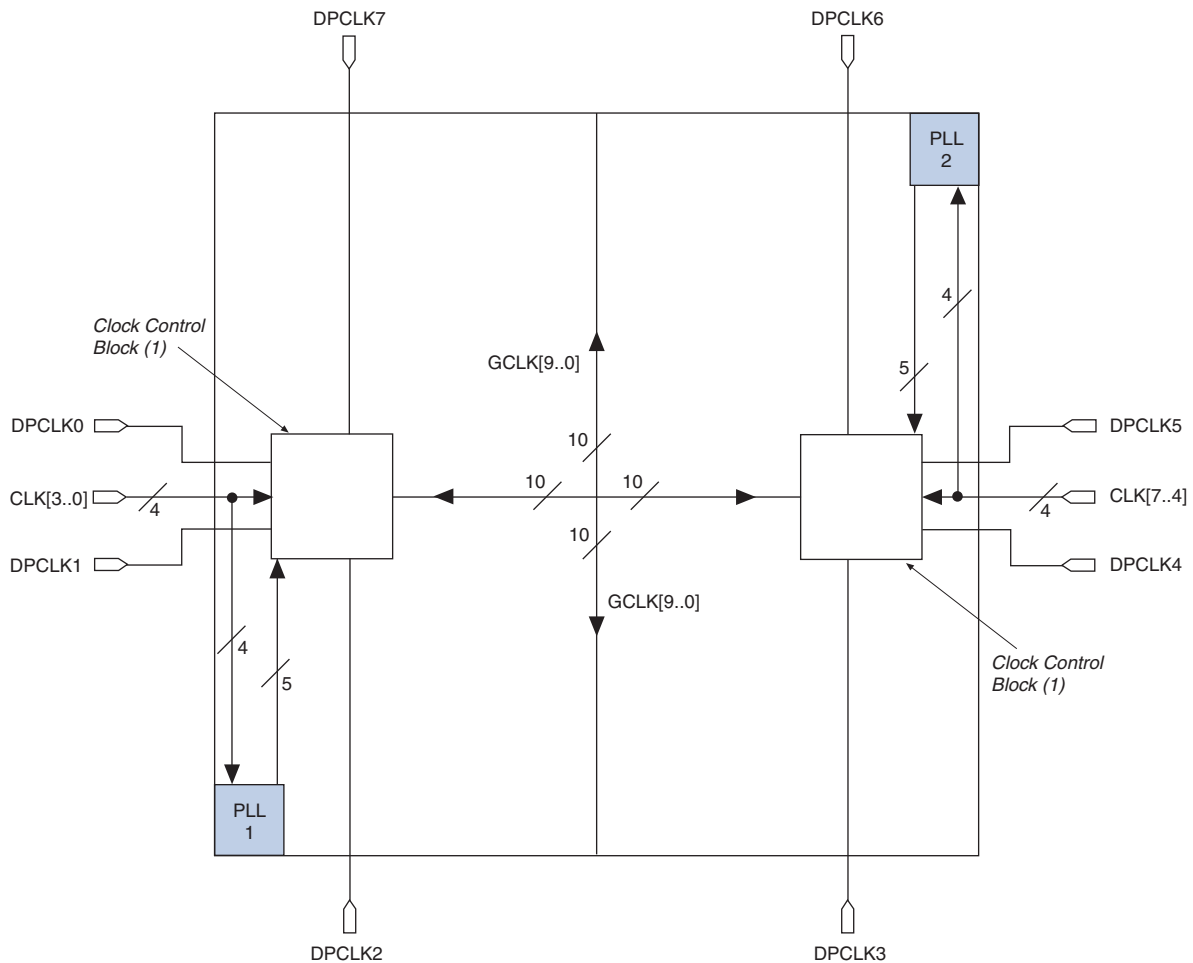 DPCLK7
DPCLK6
PLL
2
4
Clock Control
Block (1)
GCLK[9..0]
5
DPCLK0
DPCLK5
10
CLK[3..0]
4
10
10
4
CLK[7..4]
10
DPCLK1
DPCLK4
GCLK[9..0]
4
5
Clock Control
Block (1)
PLL
1
DPCLK2
DPCLK3